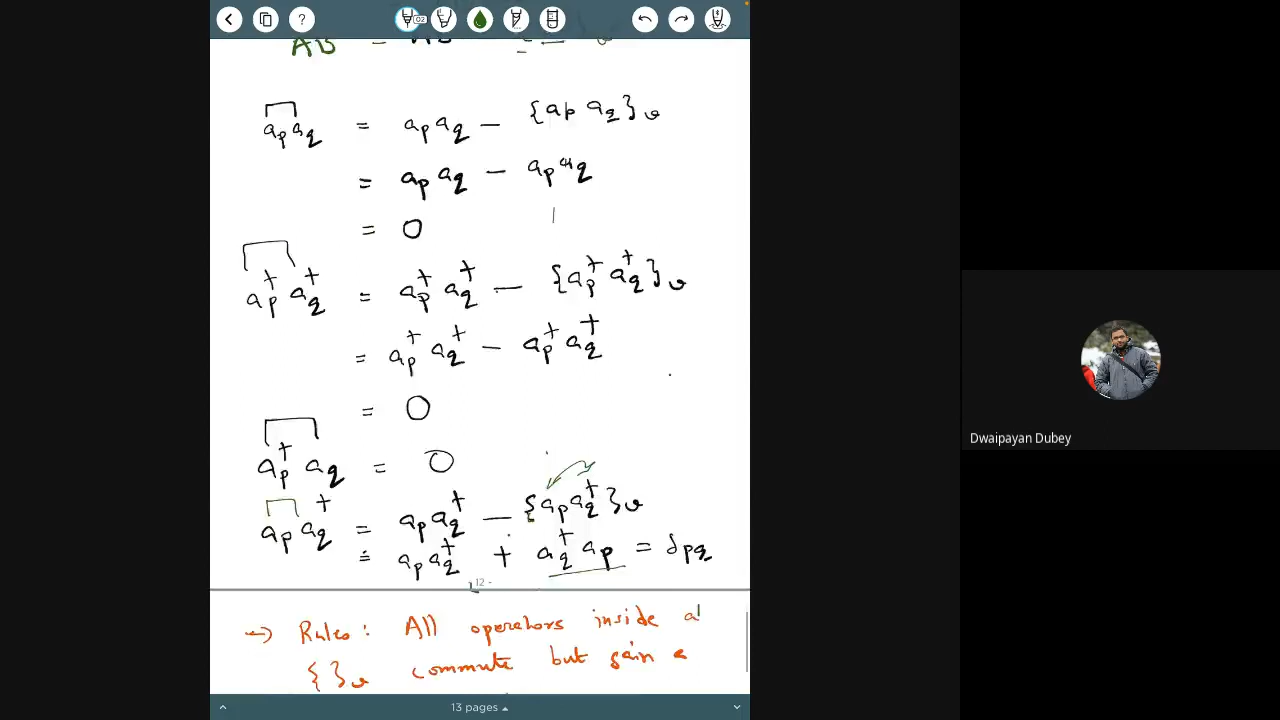 AB =
a_p a_q = a_p a_q − {a_p a_q}_v
= a_p a_q − a_p a_q
= 0
a_p^† a_q^† = a_p^† a_q^† − {a_p^† a_q^†}_v
= a_p^† a_q^† − a_p^† a_q^†
= 0
a_p^† a_q = 0
a_p a_q^† = a_p a_q^† − {a_p a_q^†}_v
= a_p a_q^† + a_q^† a_p = δ_pq
12
→ Rules: All operators inside a
{ }_v commute but gain a
13 pages
Dwaipayan Dubey